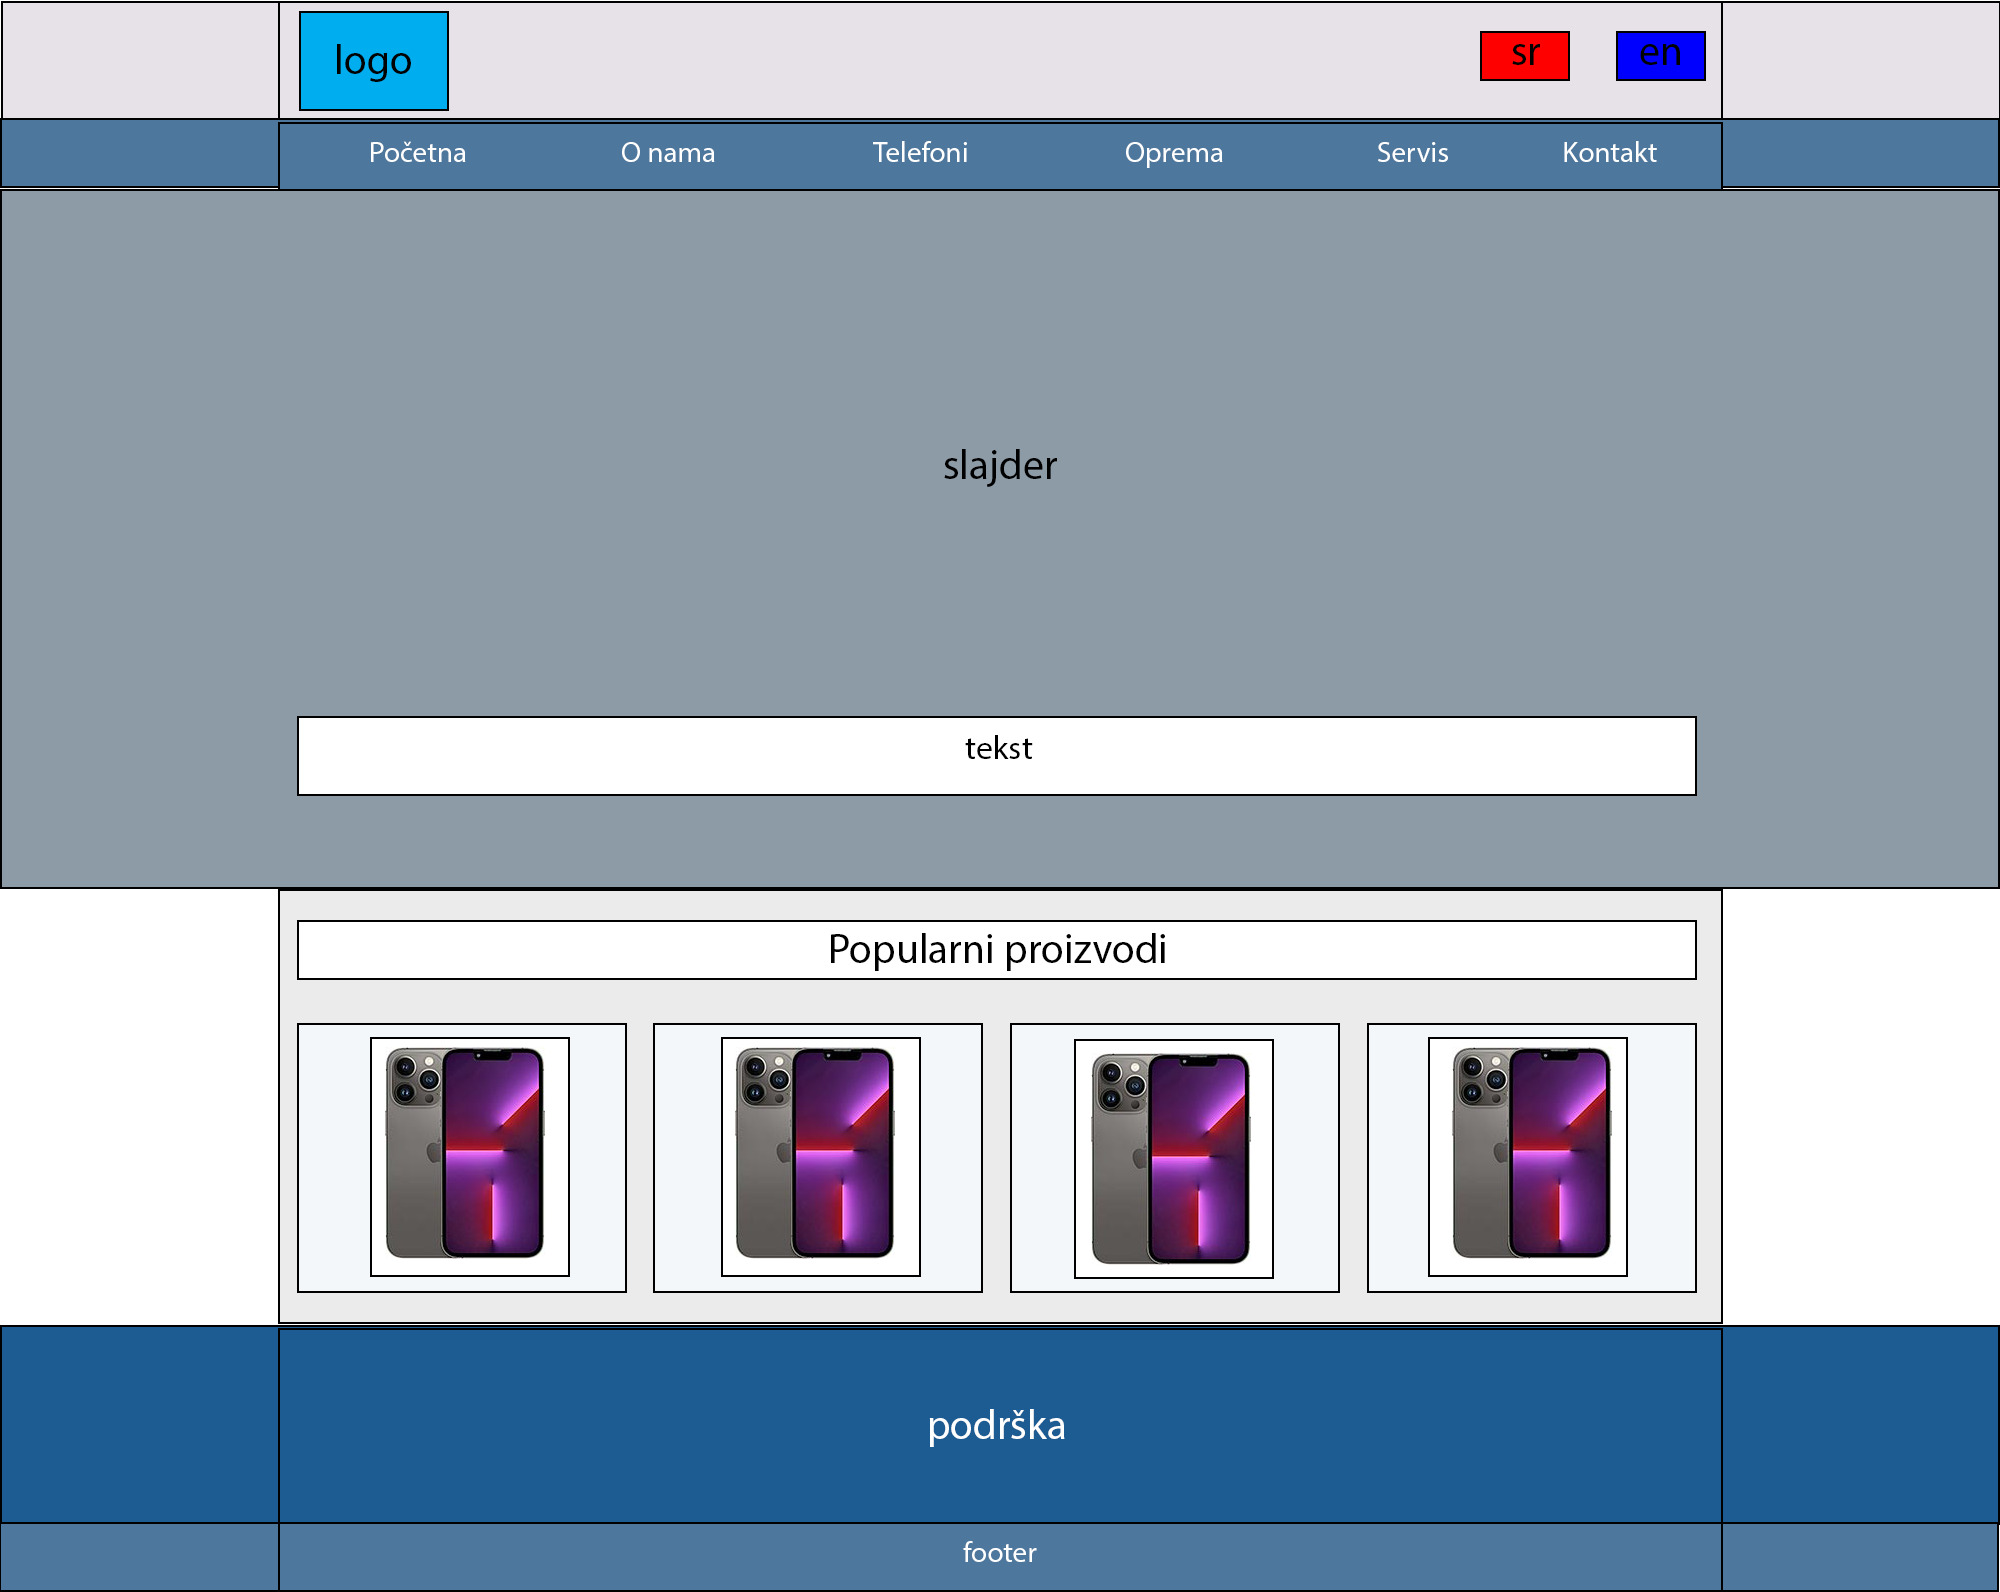 logo
sr
en
Početna
O nama
Telefoni
Oprema
Servis
Kontakt
slajder
tekst
Popularni proizvodi
podrška
footer